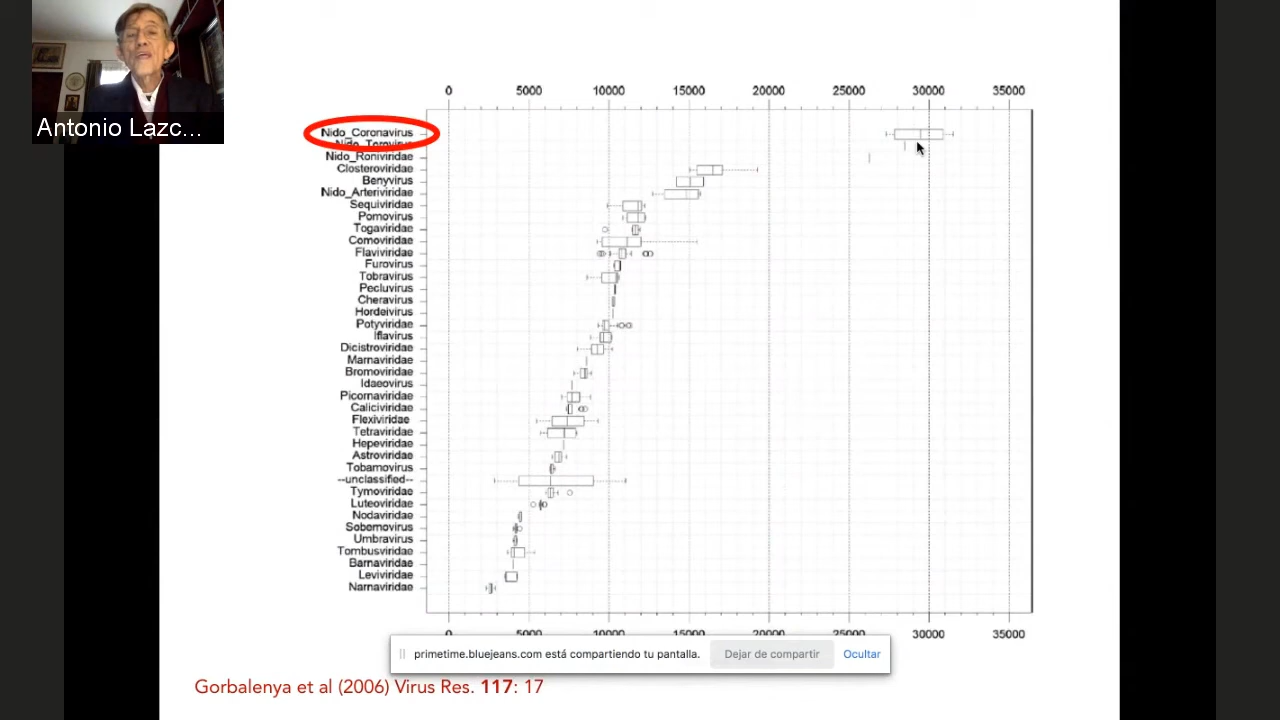 Antonio Lazc...
0 5000 10000 15000 20000 25000 30000 35000
Nido_Coronavirus
Nido_Torovirus
Nido_Roniviridae
Closteroviridae
Benyvirus
Nido_Arteriviridae
Sequiviridae
Pomovirus
Togaviridae
Comoviridae
Flaviviridae
Furovirus
Tobravirus
Pecluvirus
Cheravirus
Hordeivirus
Potyviridae
Iflavirus
Dicistroviridae
Marnaviridae
Bromoviridae
Idaeovirus
Picornaviridae
Caliciviridae
Flexiviridae
Tetraviridae
Hepeviridae
Astroviridae
Tobamovirus
--unclassified--
Tymoviridae
Luteoviridae
Nodaviridae
Sobemovirus
Umbravirus
Tombusviridae
Barnaviridae
Leviviridae
Narnaviridae
0 5000 10000 15000 20000 25000 30000 35000
primetime.bluejeans.com está compartiendo tu pantalla. Dejar de compartir Ocultar
Gorbalenya et al (2006) Virus Res. 117: 17